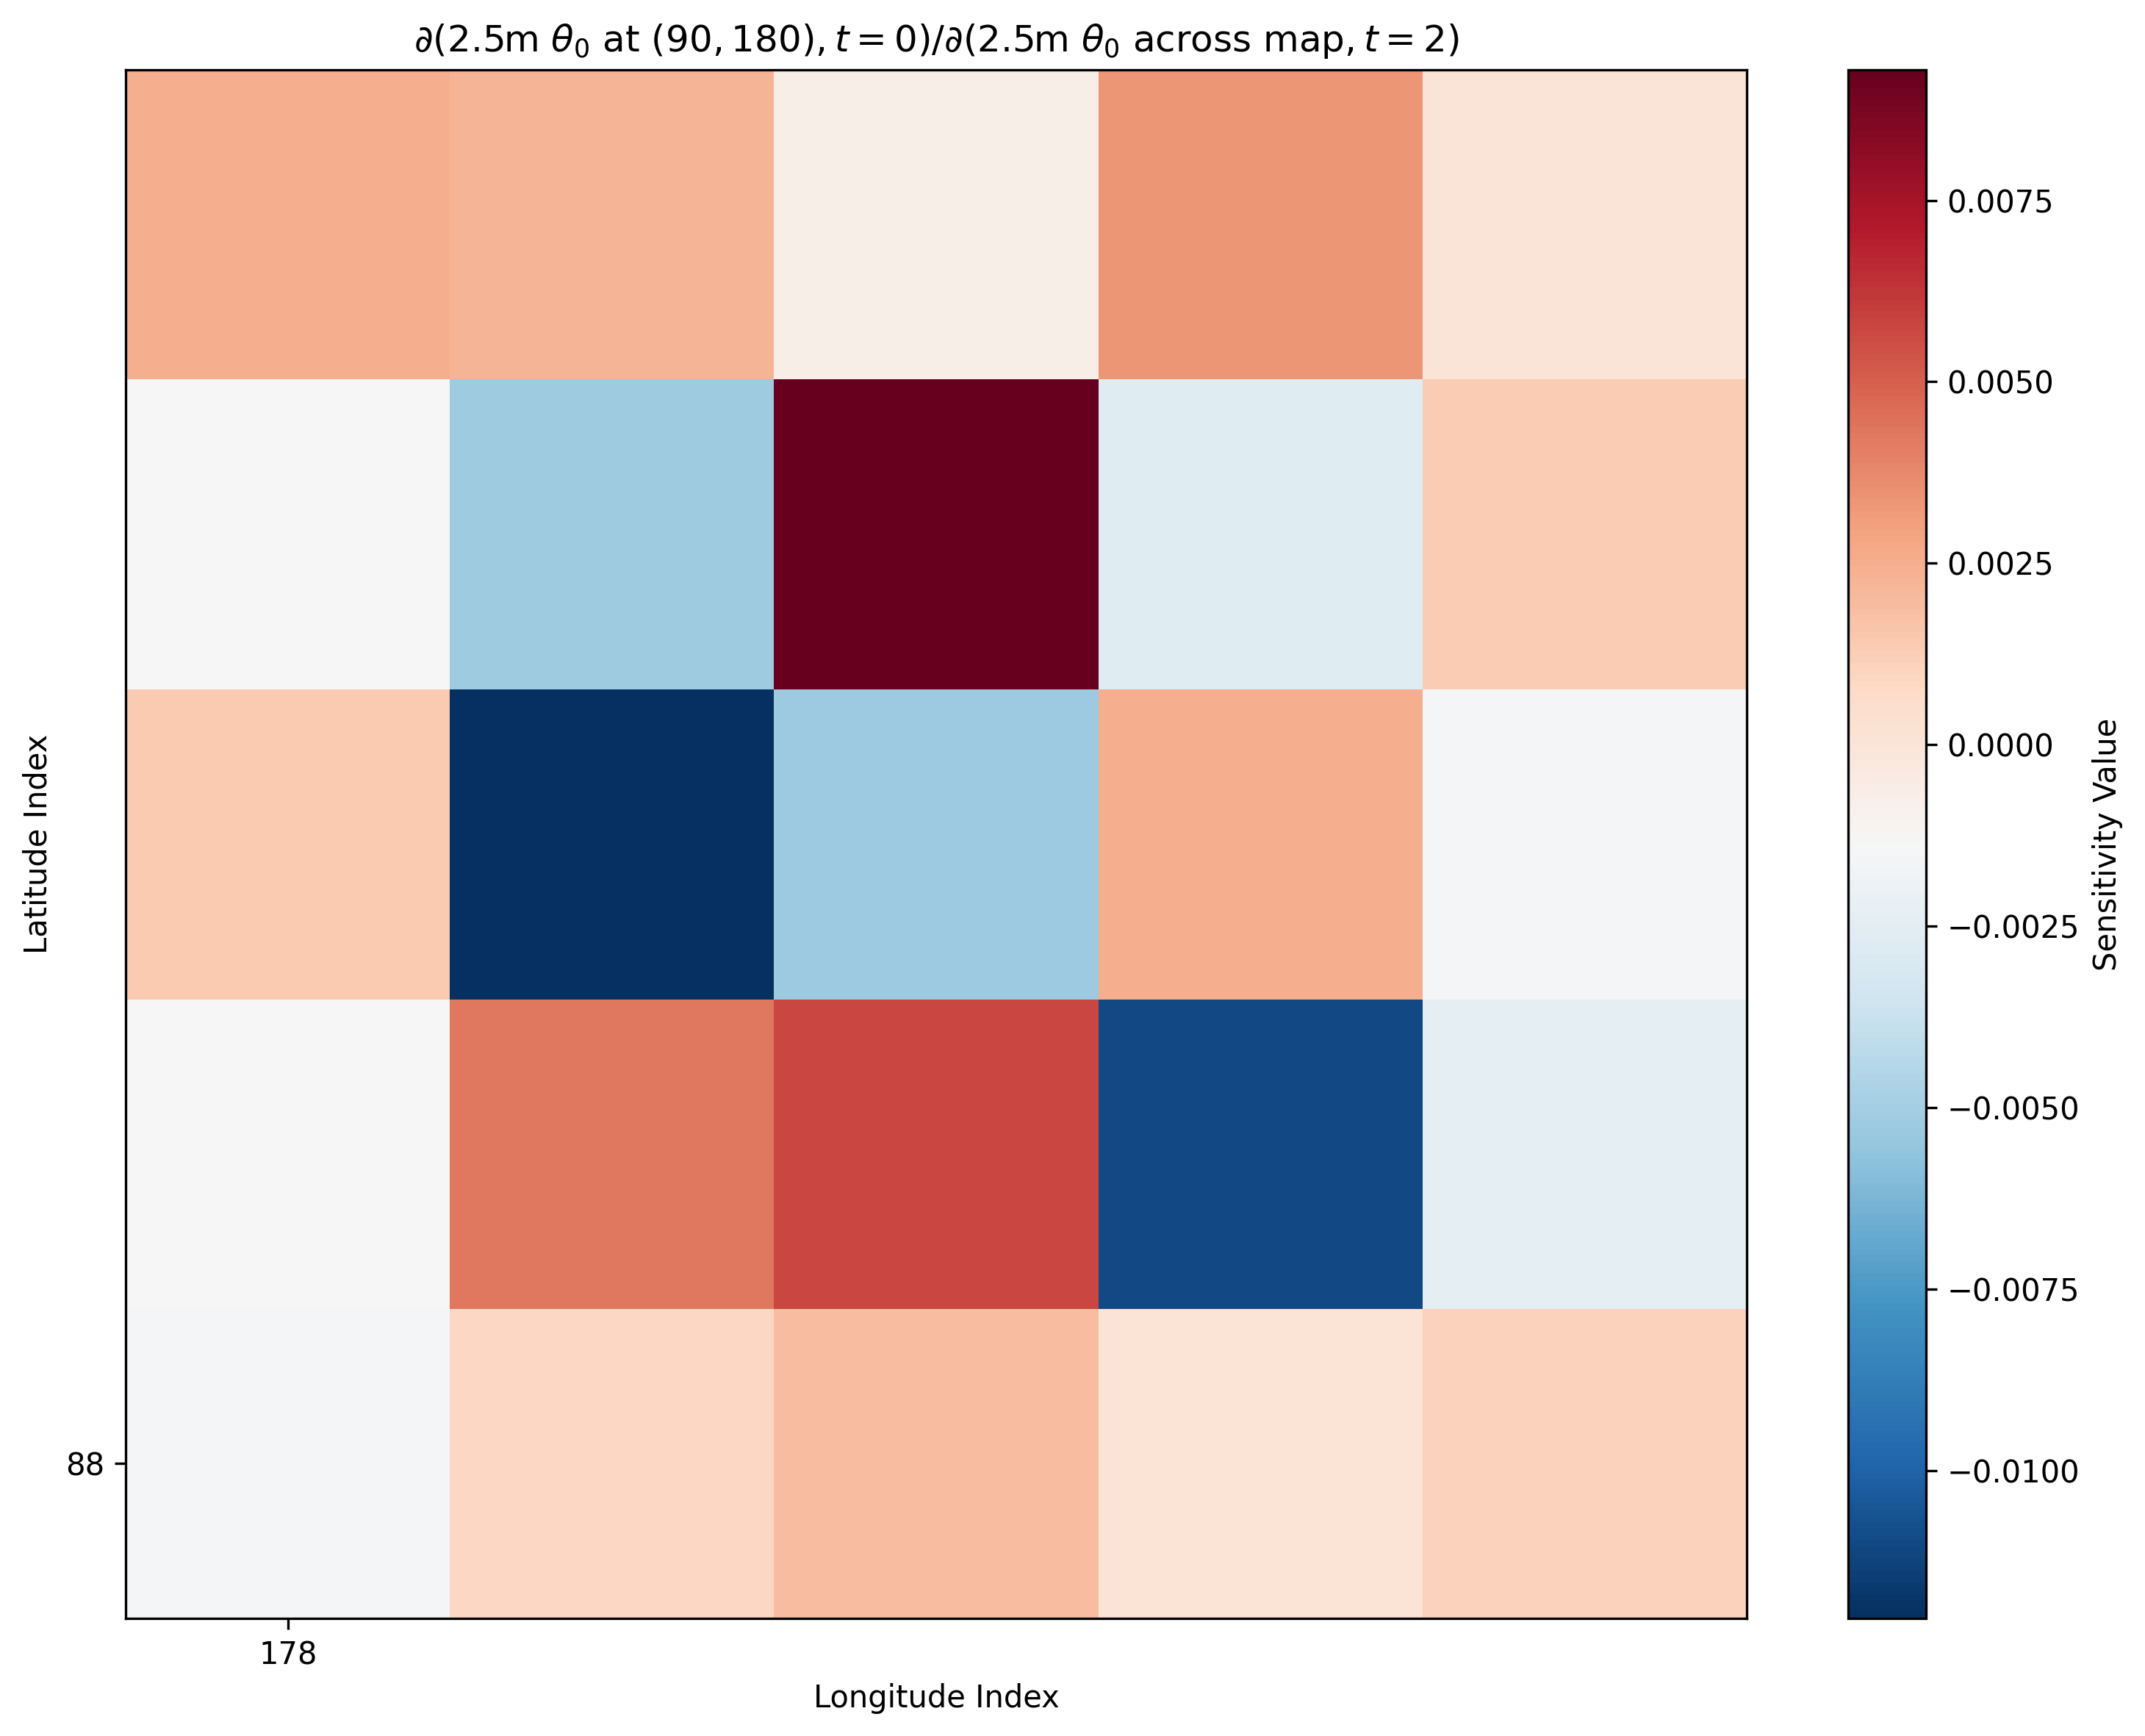 ∂(2.5m θ₀ at (90, 180), t = 0)/∂(2.5m θ₀ across map, t = 2)
0.0075
0.0050
0.0025
0.0000
−0.0025
−0.0050
−0.0075
−0.0100
Sensitivity Value
Latitude Index
88
178
Longitude Index